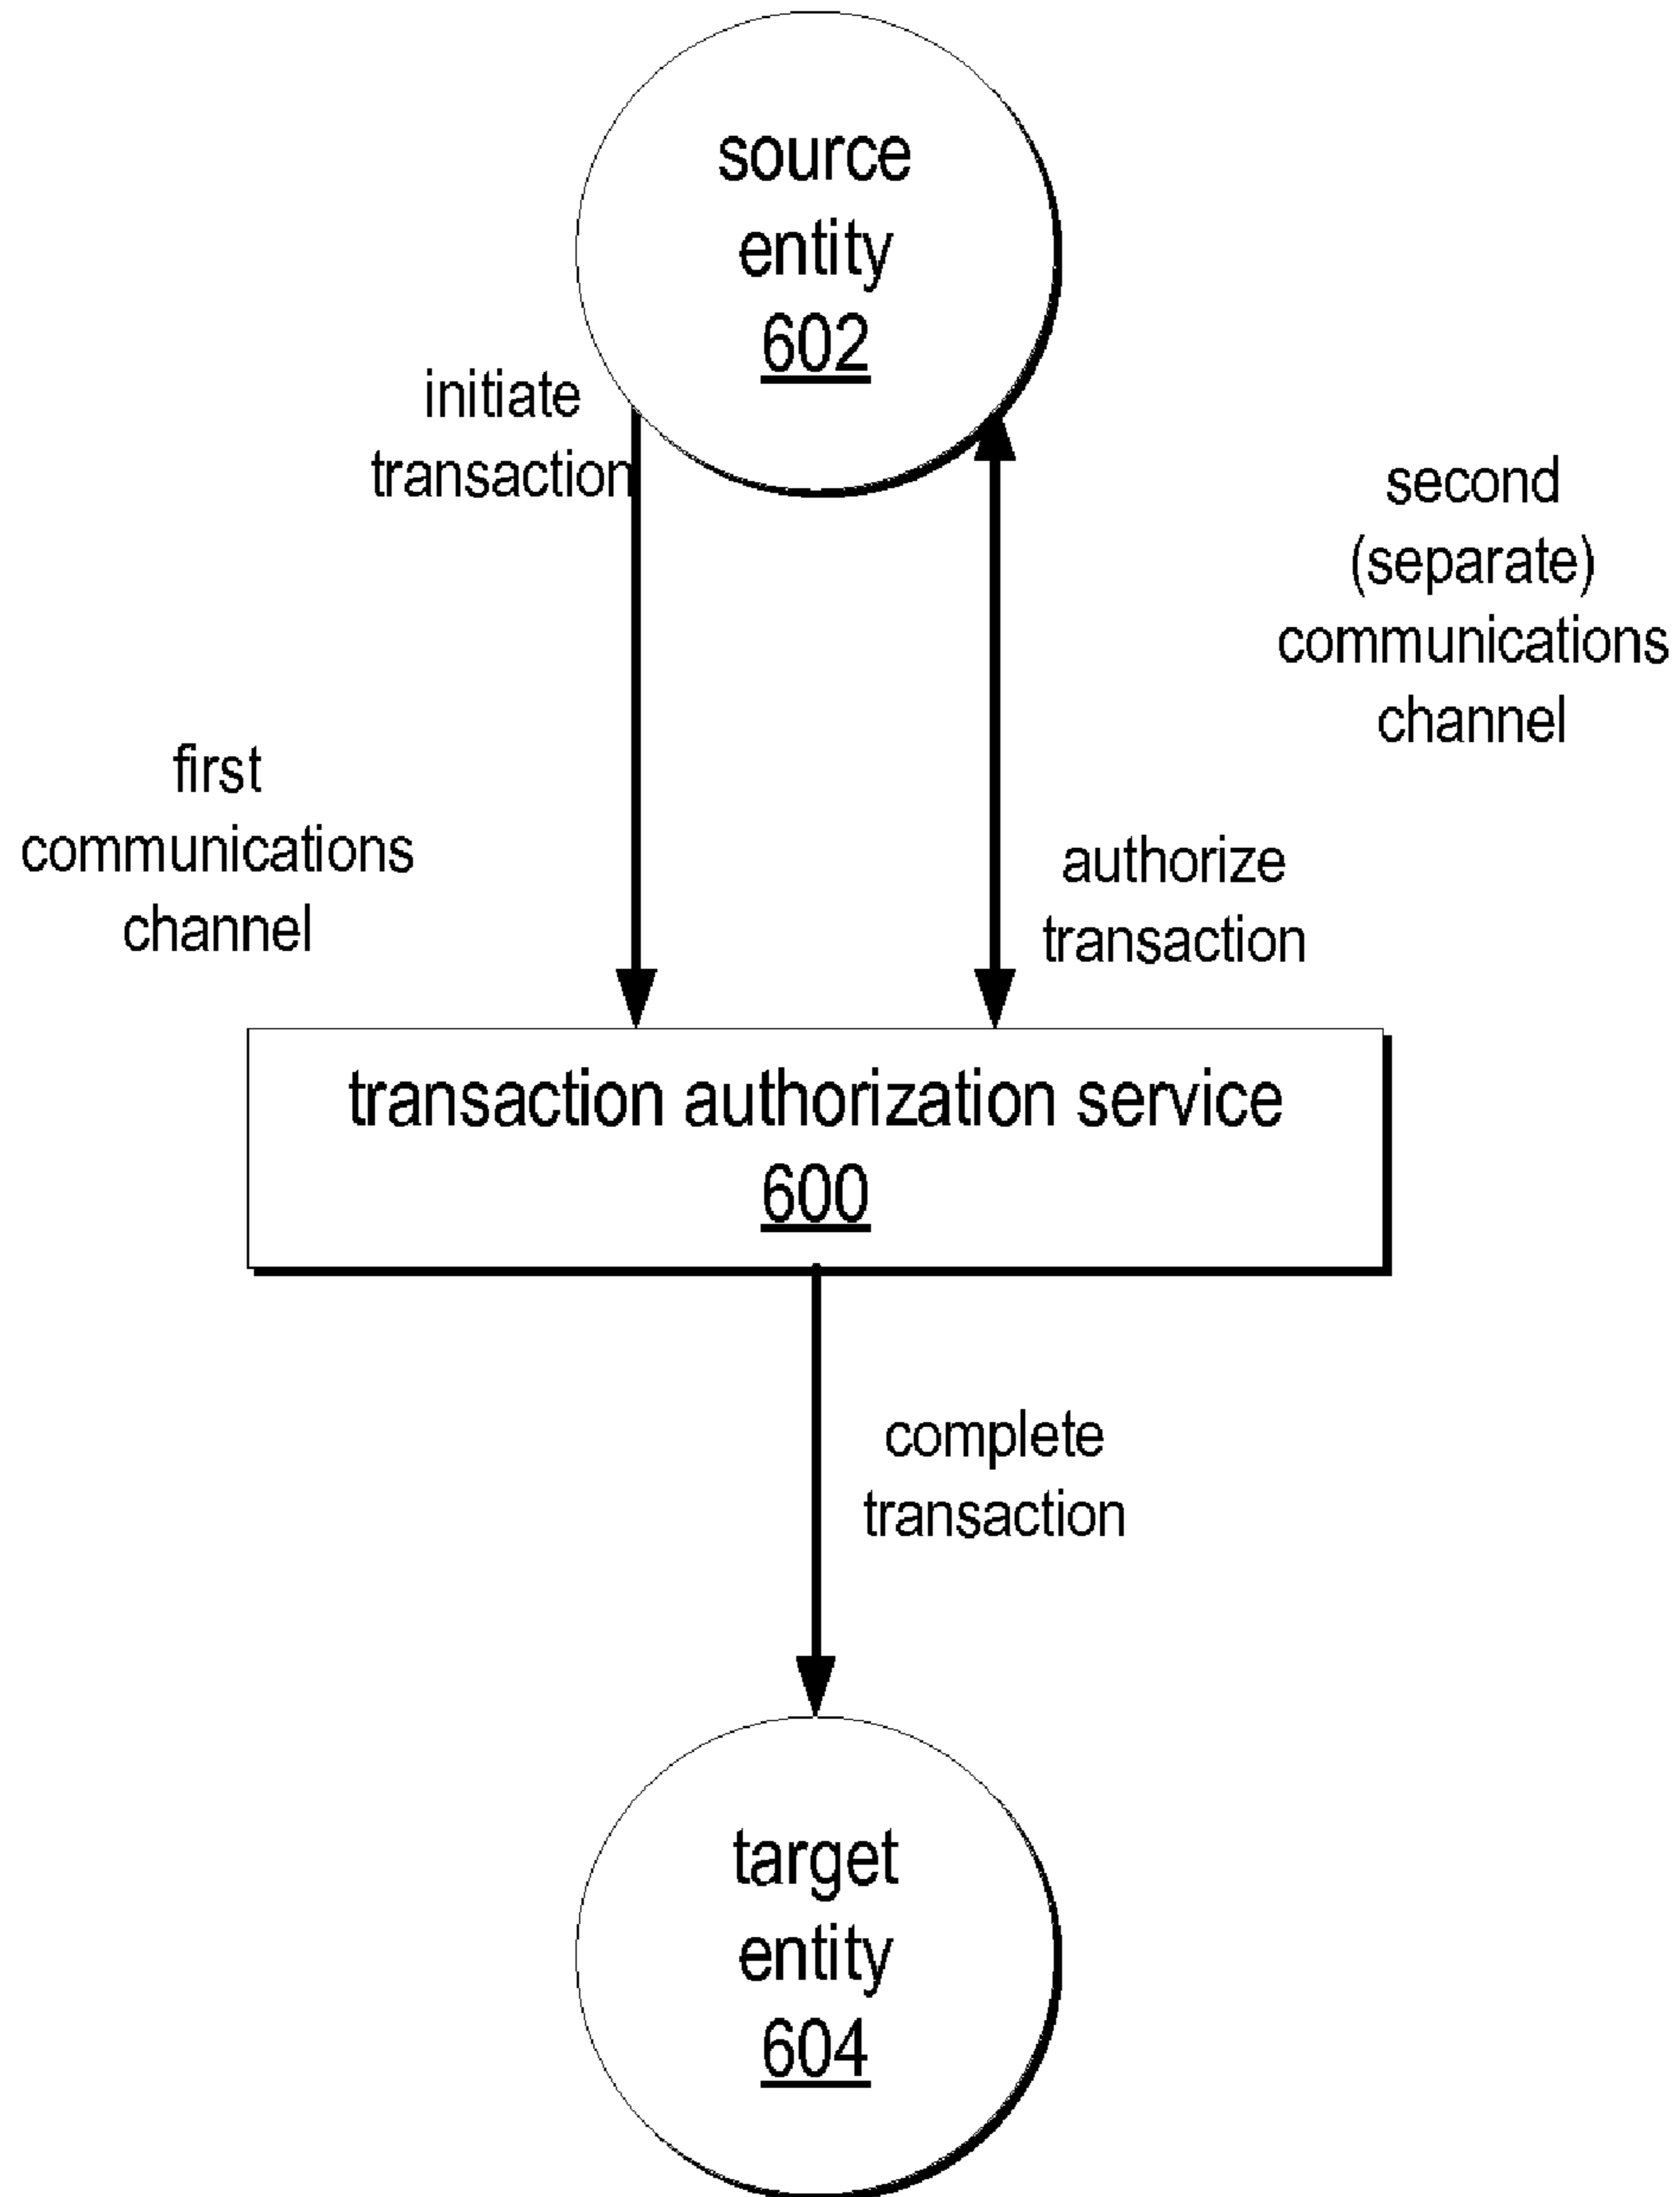 source
entity
602
initiate
transaction
second
(separate)
communications
channel
first
communications
channel
authorize
transaction
transaction authorization service
600
complete
transaction
target
entity
604